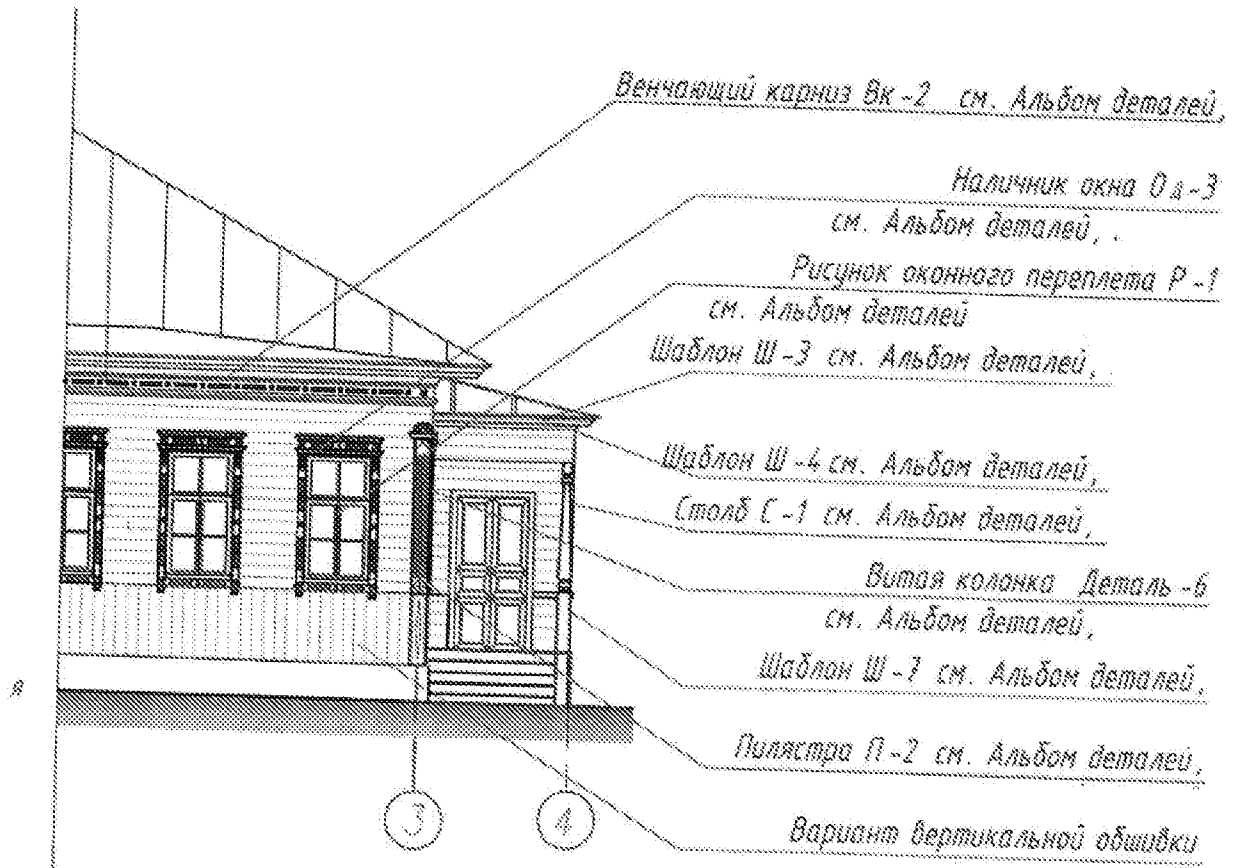 Венчающий карниз Вк-2 см. Альбом деталей,
Наличник окна Од-3
см. Альбом деталей, .
Рисунок оконного переплета Р-1
см. Альбом деталей
Шаблон Ш-3 см. Альбом деталей,
Шаблон Ш-4 см. Альбом деталей,
Столб С-1 см. Альбом деталей,
Витая колонка Деталь-6
см. Альбом деталей,
Шаблон Ш-7 см. Альбом деталей,
я
Пилястра П-2 см. Альбом деталей,
3 4
Вариант вертикальной обшивки